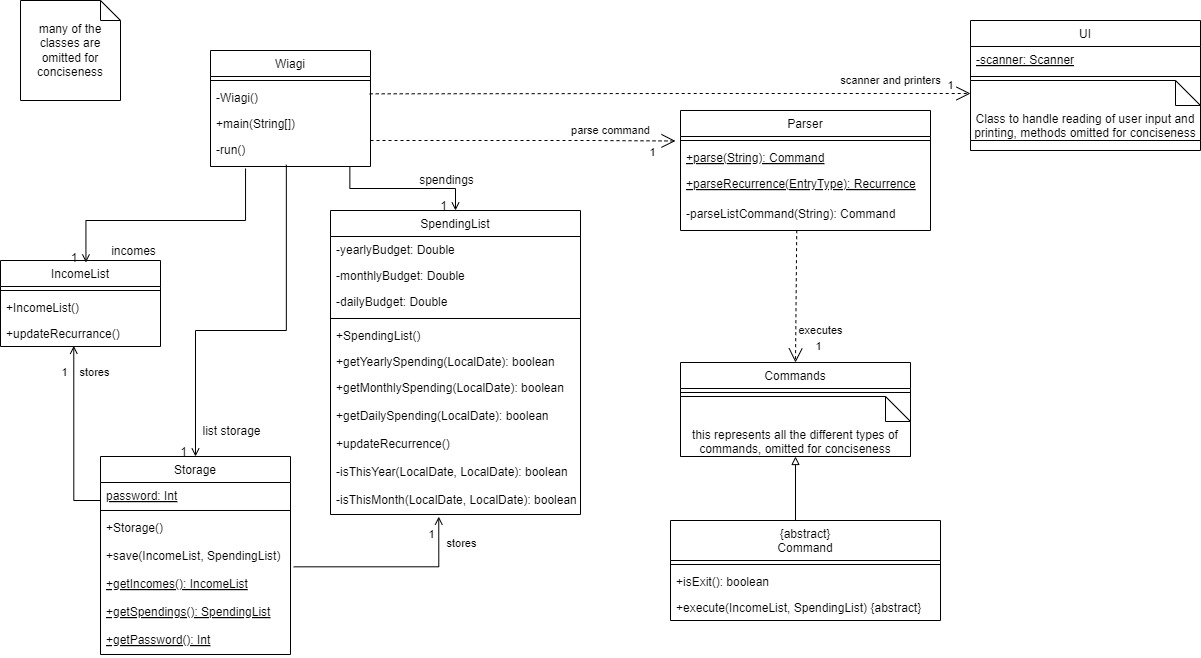 many of the
classes are
omitted for
conciseness
Wiagi
-Wiagi()
+main(String[])
-run()
scanner and printers
1
UI
-scanner: Scanner
Class to handle reading of user input and
printing, methods omitted for conciseness
parse command
1
Parser
+parse(String): Command
+parseRecurrence(EntryType): Recurrence
-parseListCommand(String): Command
spendings
1
SpendingList
-yearlyBudget: Double
-monthlyBudget: Double
-dailyBudget: Double
+SpendingList()
+getYearlySpending(LocalDate): boolean
+getMonthlySpending(LocalDate): boolean
+getDailySpending(LocalDate): boolean
+updateRecurrence()
-isThisYear(LocalDate, LocalDate): boolean
-isThisMonth(LocalDate, LocalDate): boolean
1
incomes
IncomeList
+IncomeList()
+updateRecurrance()
1
stores
list storage
1
Storage
password: Int
+Storage()
+save(IncomeList, SpendingList)
+getIncomes(): IncomeList
+getSpendings(): SpendingList
+getPassword(): Int
1
stores
executes
1
Commands
this represents all the different types of
commands, omitted for conciseness
{abstract}
Command
+isExit(): boolean
+execute(IncomeList, SpendingList) {abstract}